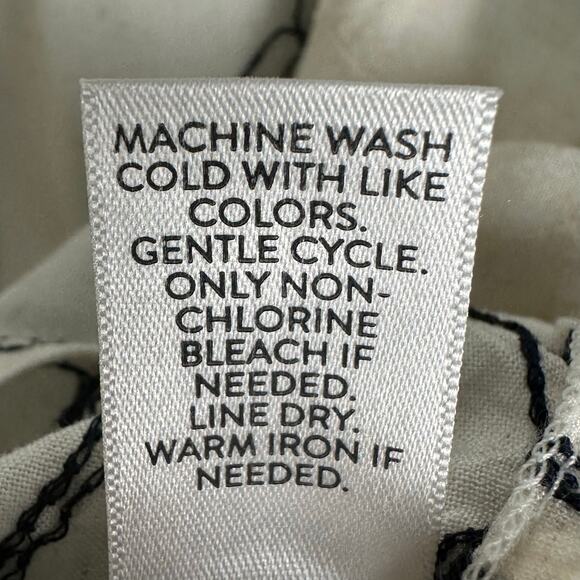 MACHINE WASH
COLD WITH LIKE
COLORS.
GENTLE CYCLE.
ONLY NON-
CHLORINE
BLEACH IF
NEEDED.
LINE DRY.
WARM IRON IF
NEEDED.